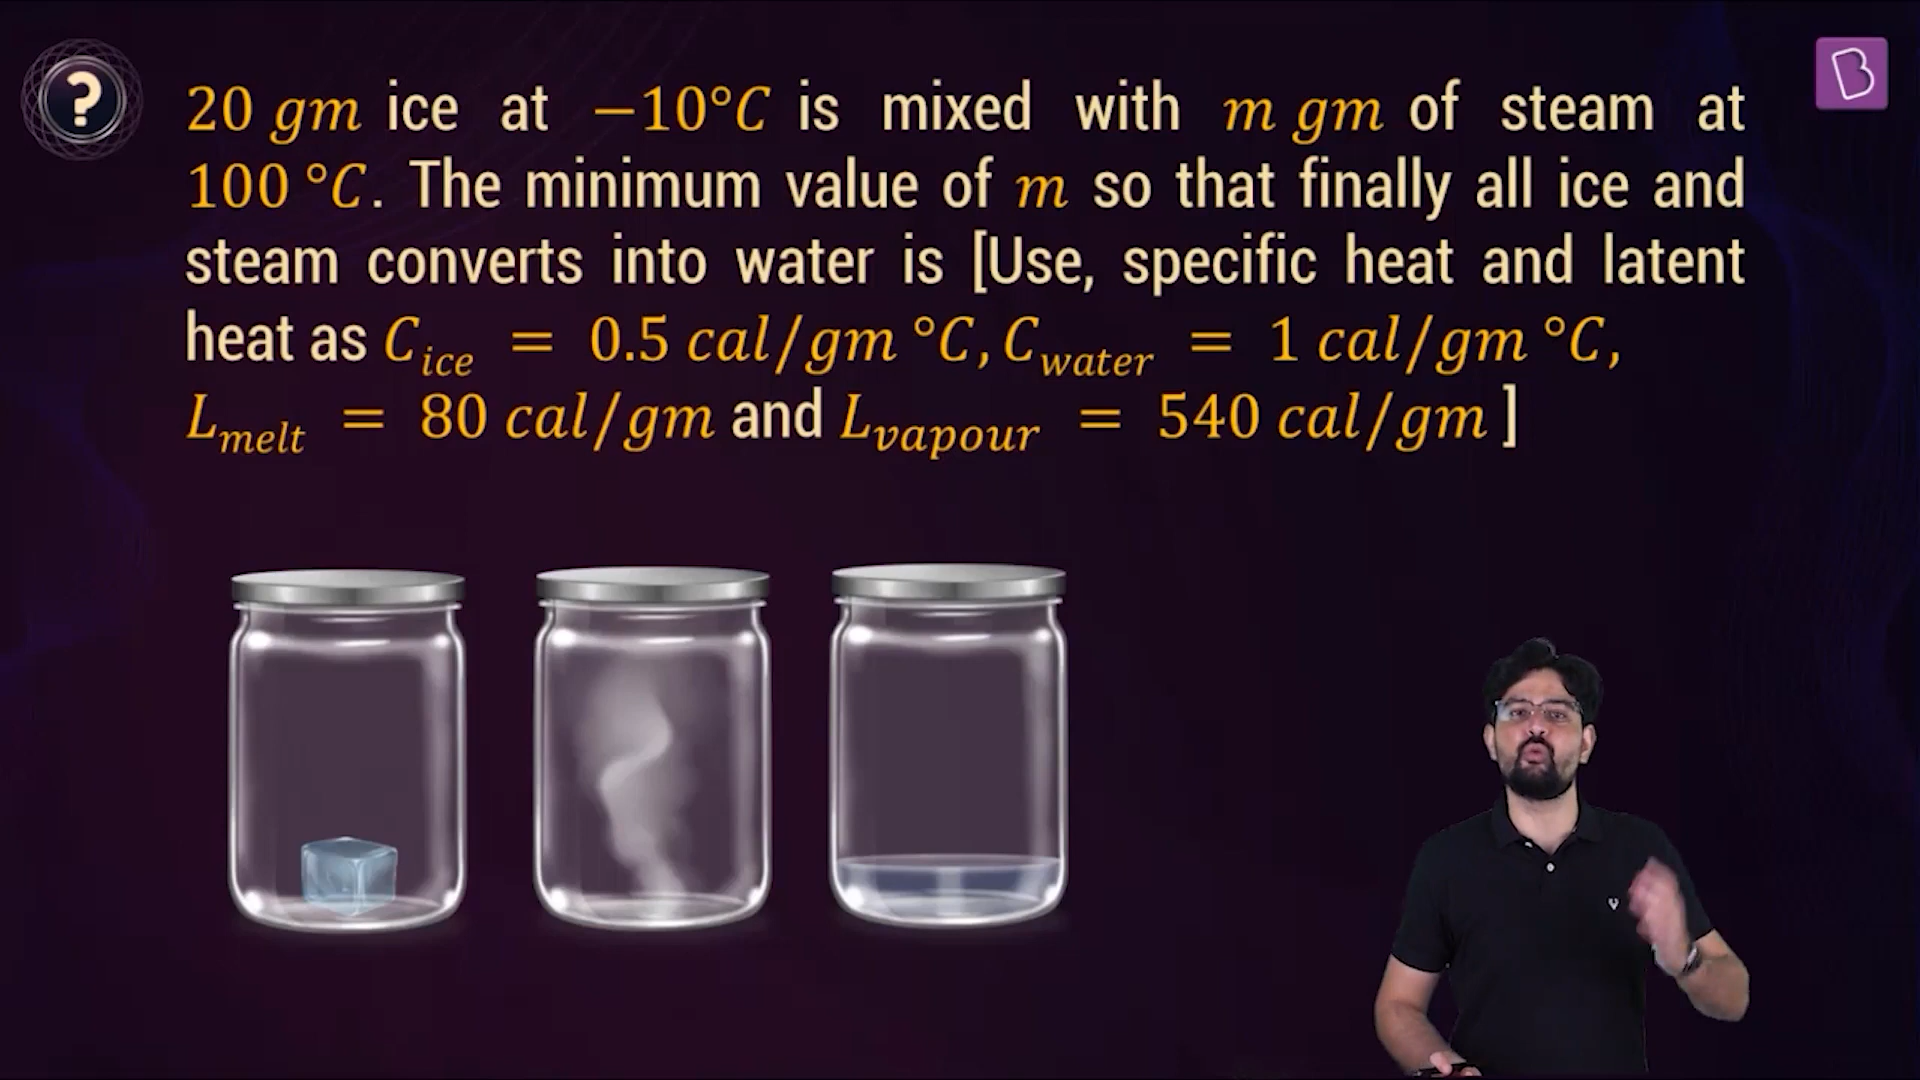 ?
B
20 gm ice at −10°C is mixed with m gm of steam at
100 °C. The minimum value of m so that finally all ice and
steam converts into water is [Use, specific heat and latent
heat as C_ice = 0.5 cal/gm °C, C_water = 1 cal/gm °C,
L_melt = 80 cal/gm and L_vapour = 540 cal/gm ]